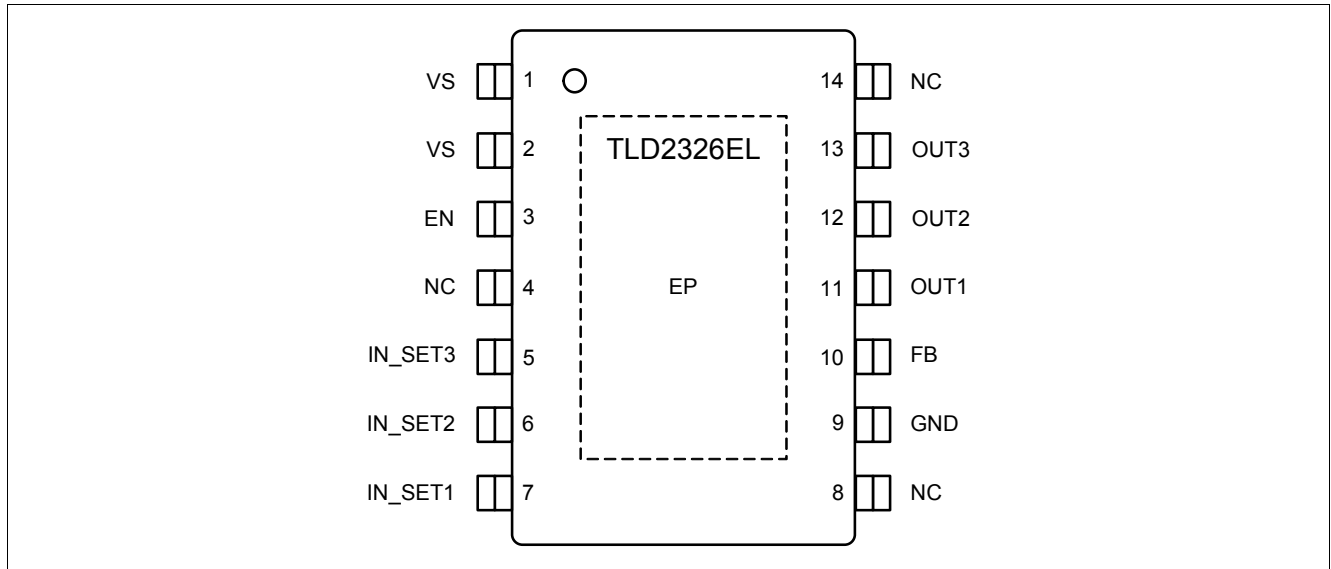 VS 1 14 NC
VS 2 TLD2326EL 13 OUT3
EN 3 12 OUT2
NC 4 EP 11 OUT1
IN_SET3 5 10 FB
IN_SET2 6 9 GND
IN_SET1 7 8 NC